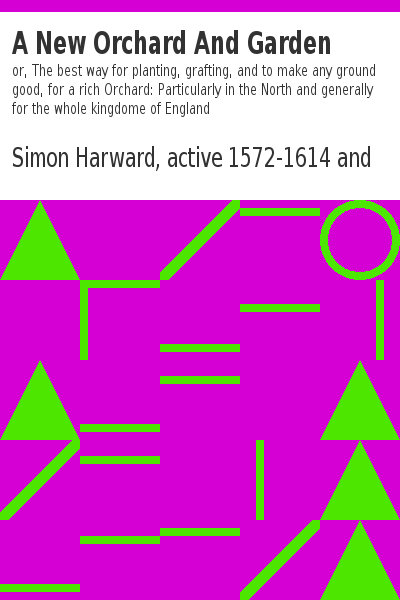 A New Orchard And Garden
or, The best way for planting, grafting, and to make any ground
good, for a rich Orchard: Particularly in the North and generally
for the whole kingdome of England
Simon Harward, active 1572-1614 and